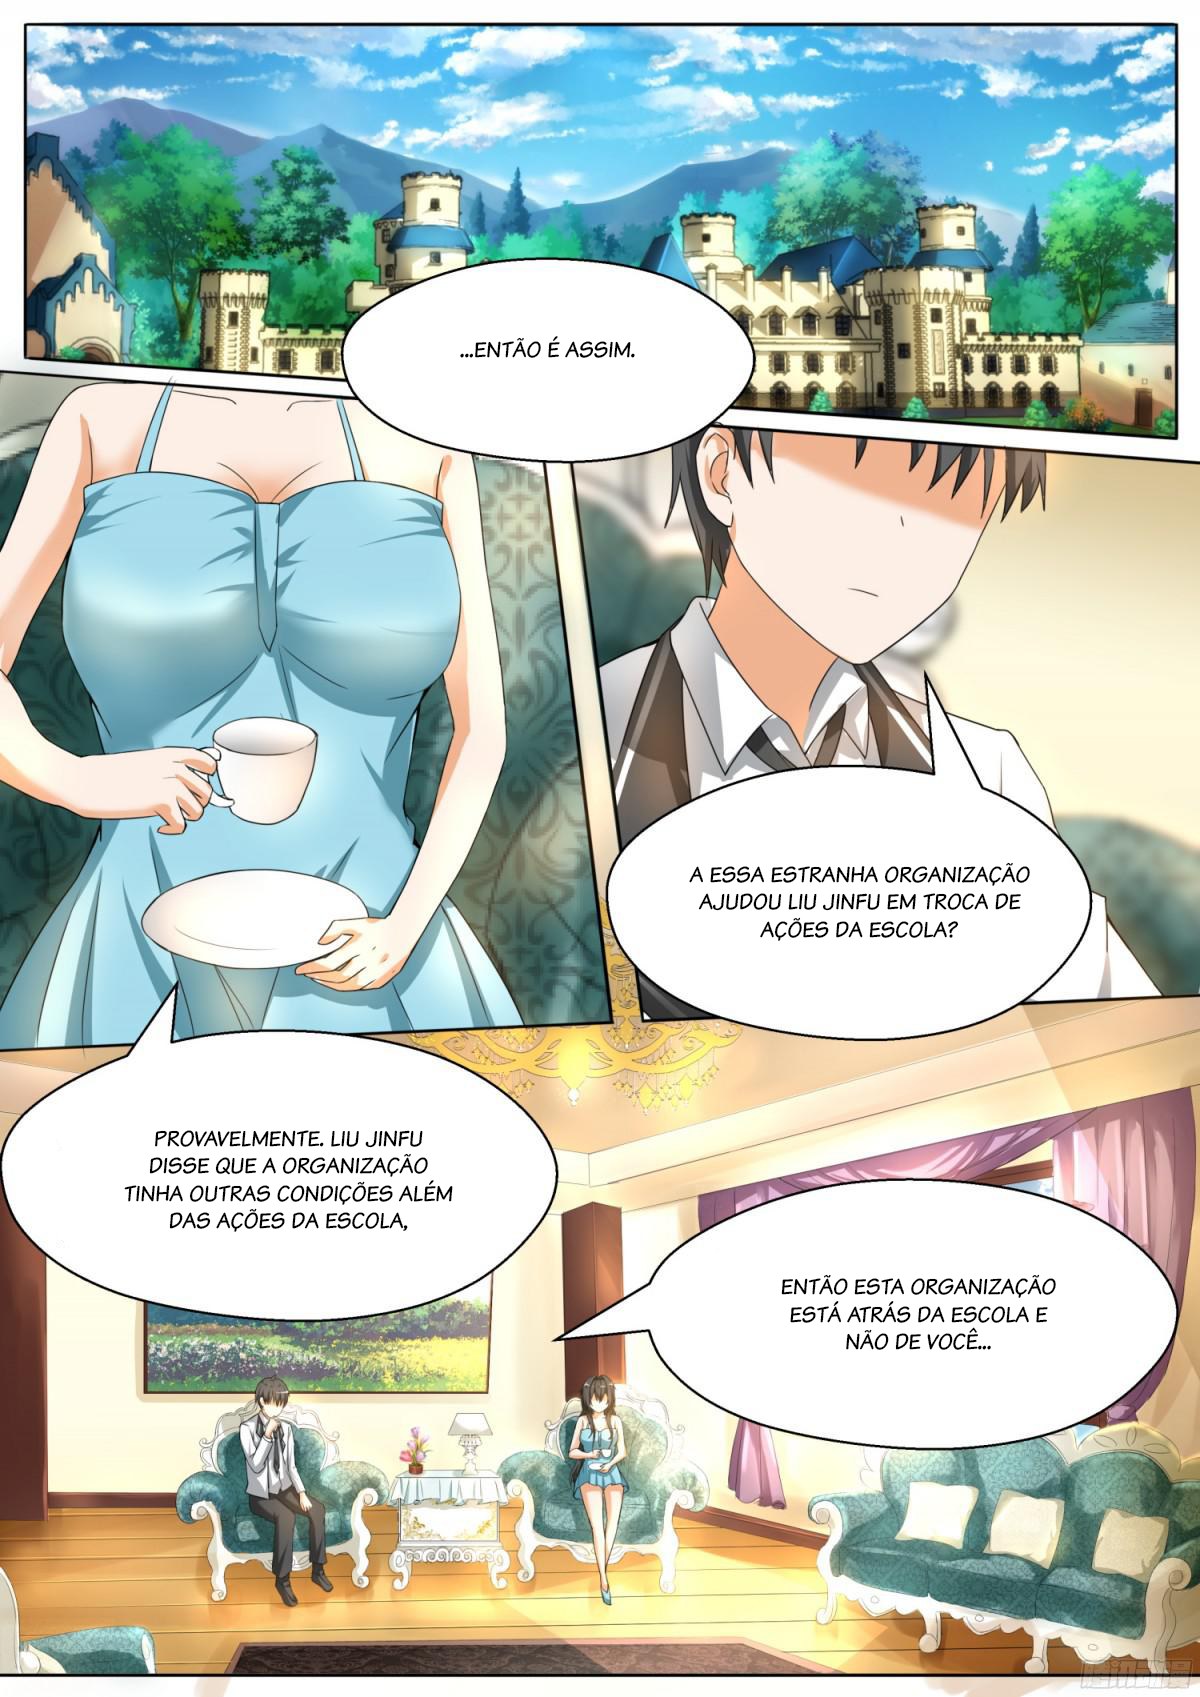 ...ENTÃO É ASSIM.
A ESSA ESTRANHA ORGANIZAÇÃO
AJUDOU LIU JINFU EM TROCA DE
AÇÕES DA ESCOLA?
PROVAVELMENTE. LIU JINFU
DISSE QUE A ORGANIZAÇÃO
TINHA OUTRAS CONDIÇÕES ALÉM
DAS AÇÕES DA ESCOLA,
ENTÃO ESTA ORGANIZAÇÃO
ESTÁ ATRÁS DA ESCOLA E
NÃO DE VOCÊ...